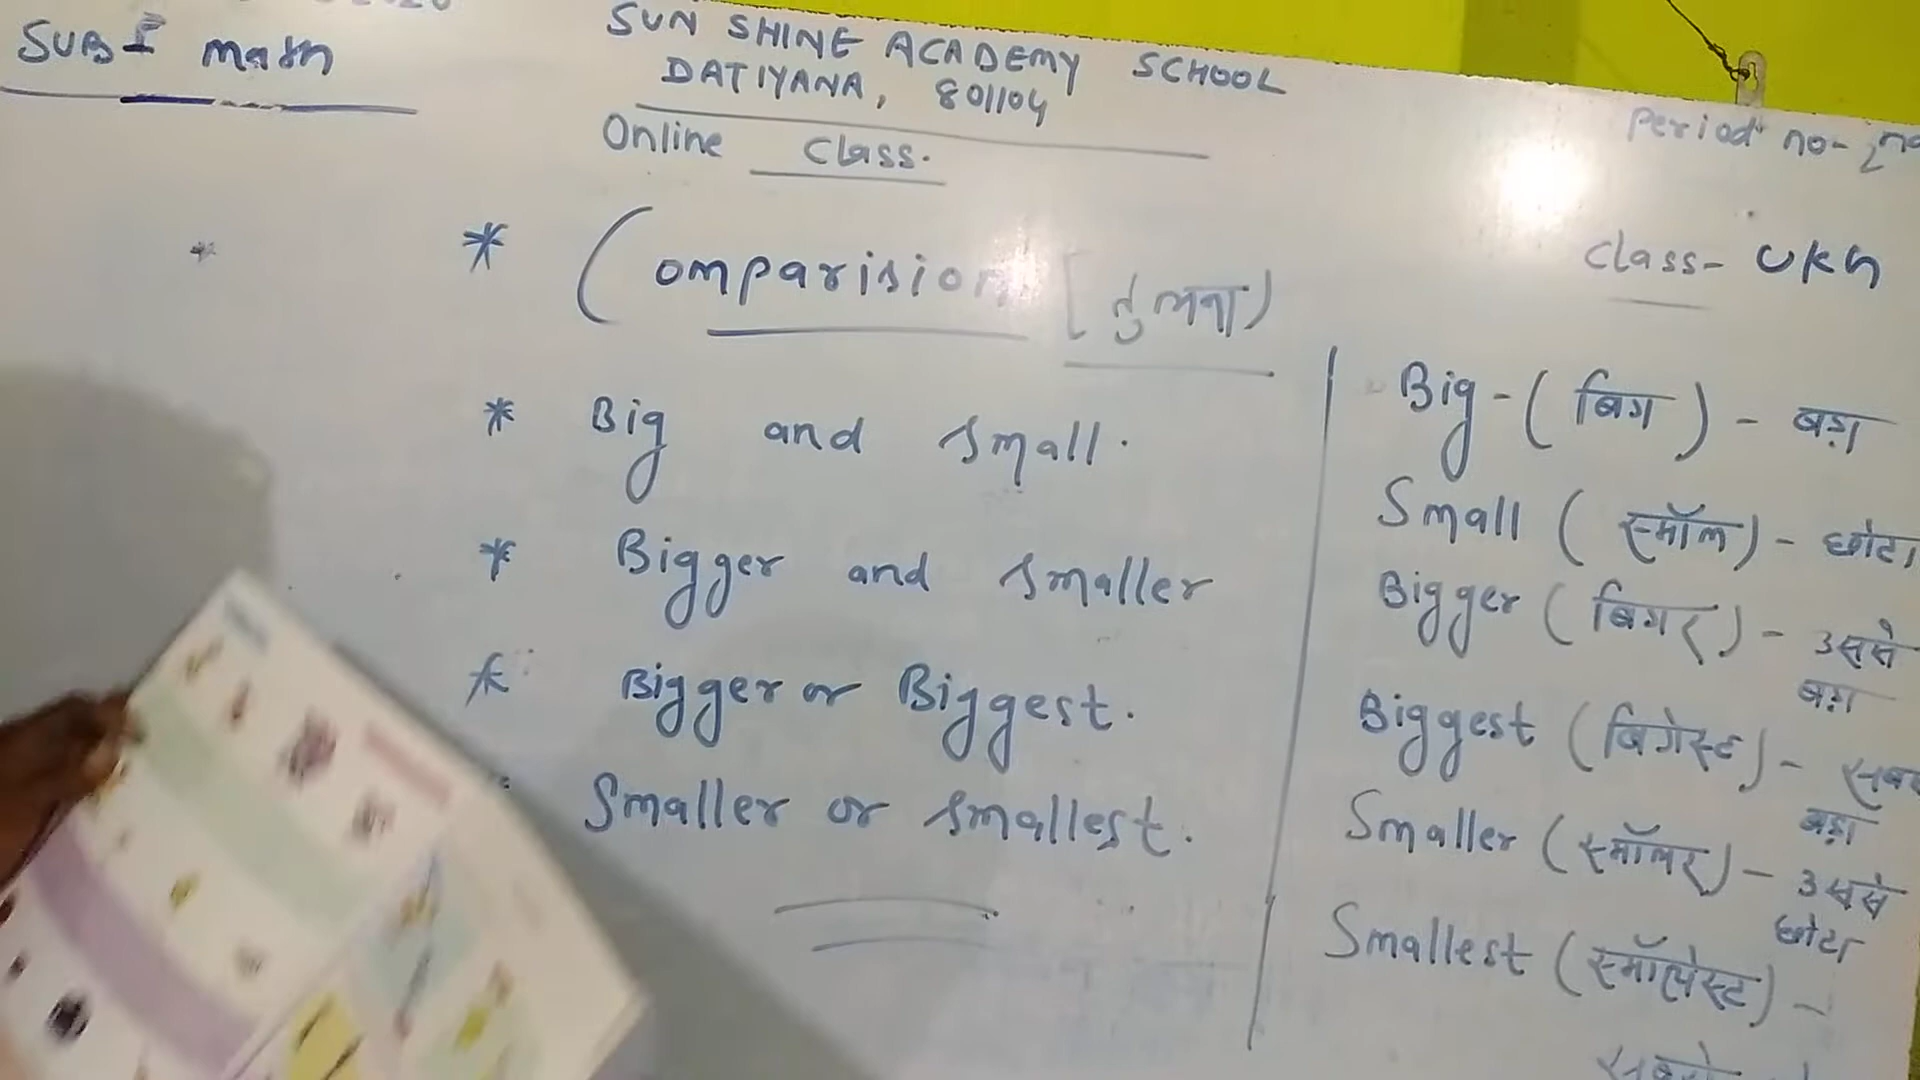 SUB I math
SUN SHINE ACADEMY SCHOOL
DATIYANA, 801104
Online Class.
Period no- 2nd
class- UKG
* Comparision [तुलना)
* Big and small.
* Bigger and smaller
* Bigger or Biggest.
Smaller or smallest.
Big - (बिग) - बड़ा
Small (स्मॉल) - छोटा
Bigger (बिगर) - उससे
बड़ा
Biggest (बिगेस्ट) -
बड़ा
Smaller (स्मॉलर) - उससे
छोटा
Smallest (स्मॉलेस्ट) -